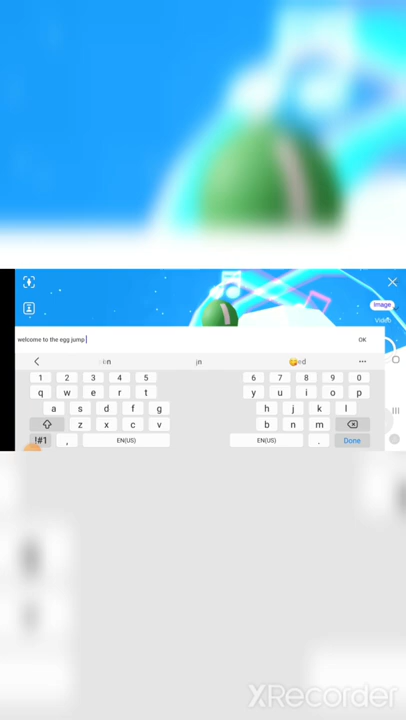 image
Video
welcome to the egg jump
OK
1 2 3 4 5 6 7 8 9 0
q w e r t y u i o p
a s d f g h j k l
z x c v b n m
!#1 , EN(US) EN(US) . Done
XRecorder